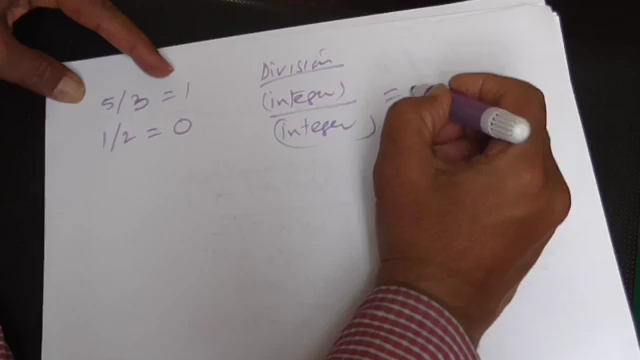 5/3 = 1
1/2 = 0
Division
(integer)
(integer)
=